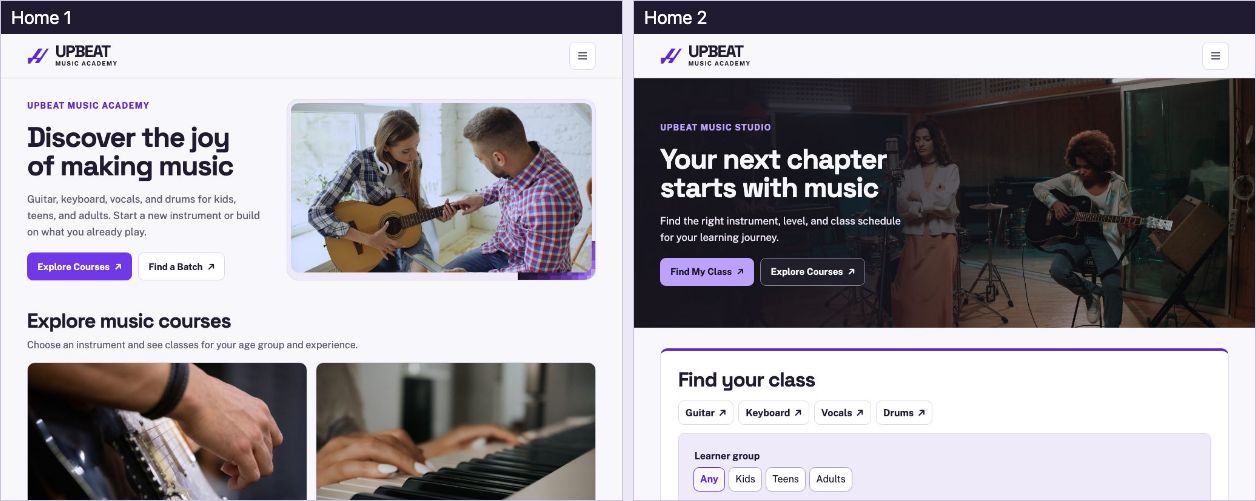 Home 1
UPBEAT
MUSIC ACADEMY
UPBEAT MUSIC ACADEMY
Discover the joy
of making music
Guitar, keyboard, vocals, and drums for kids,
teens, and adults. Start a new instrument or build
on what you already play.
Explore Courses ↗
Find a Batch ↗
Explore music courses
Choose an instrument and see classes for your age group and experience.
Home 2
UPBEAT
MUSIC ACADEMY
UPBEAT MUSIC STUDIO
Your next chapter
starts with music
Find the right instrument, level, and class schedule
for your learning journey.
Find My Class ↗
Explore Courses ↗
Find your class
Guitar ↗
Keyboard ↗
Vocals ↗
Drums ↗
Learner group
Any
Kids
Teens
Adults